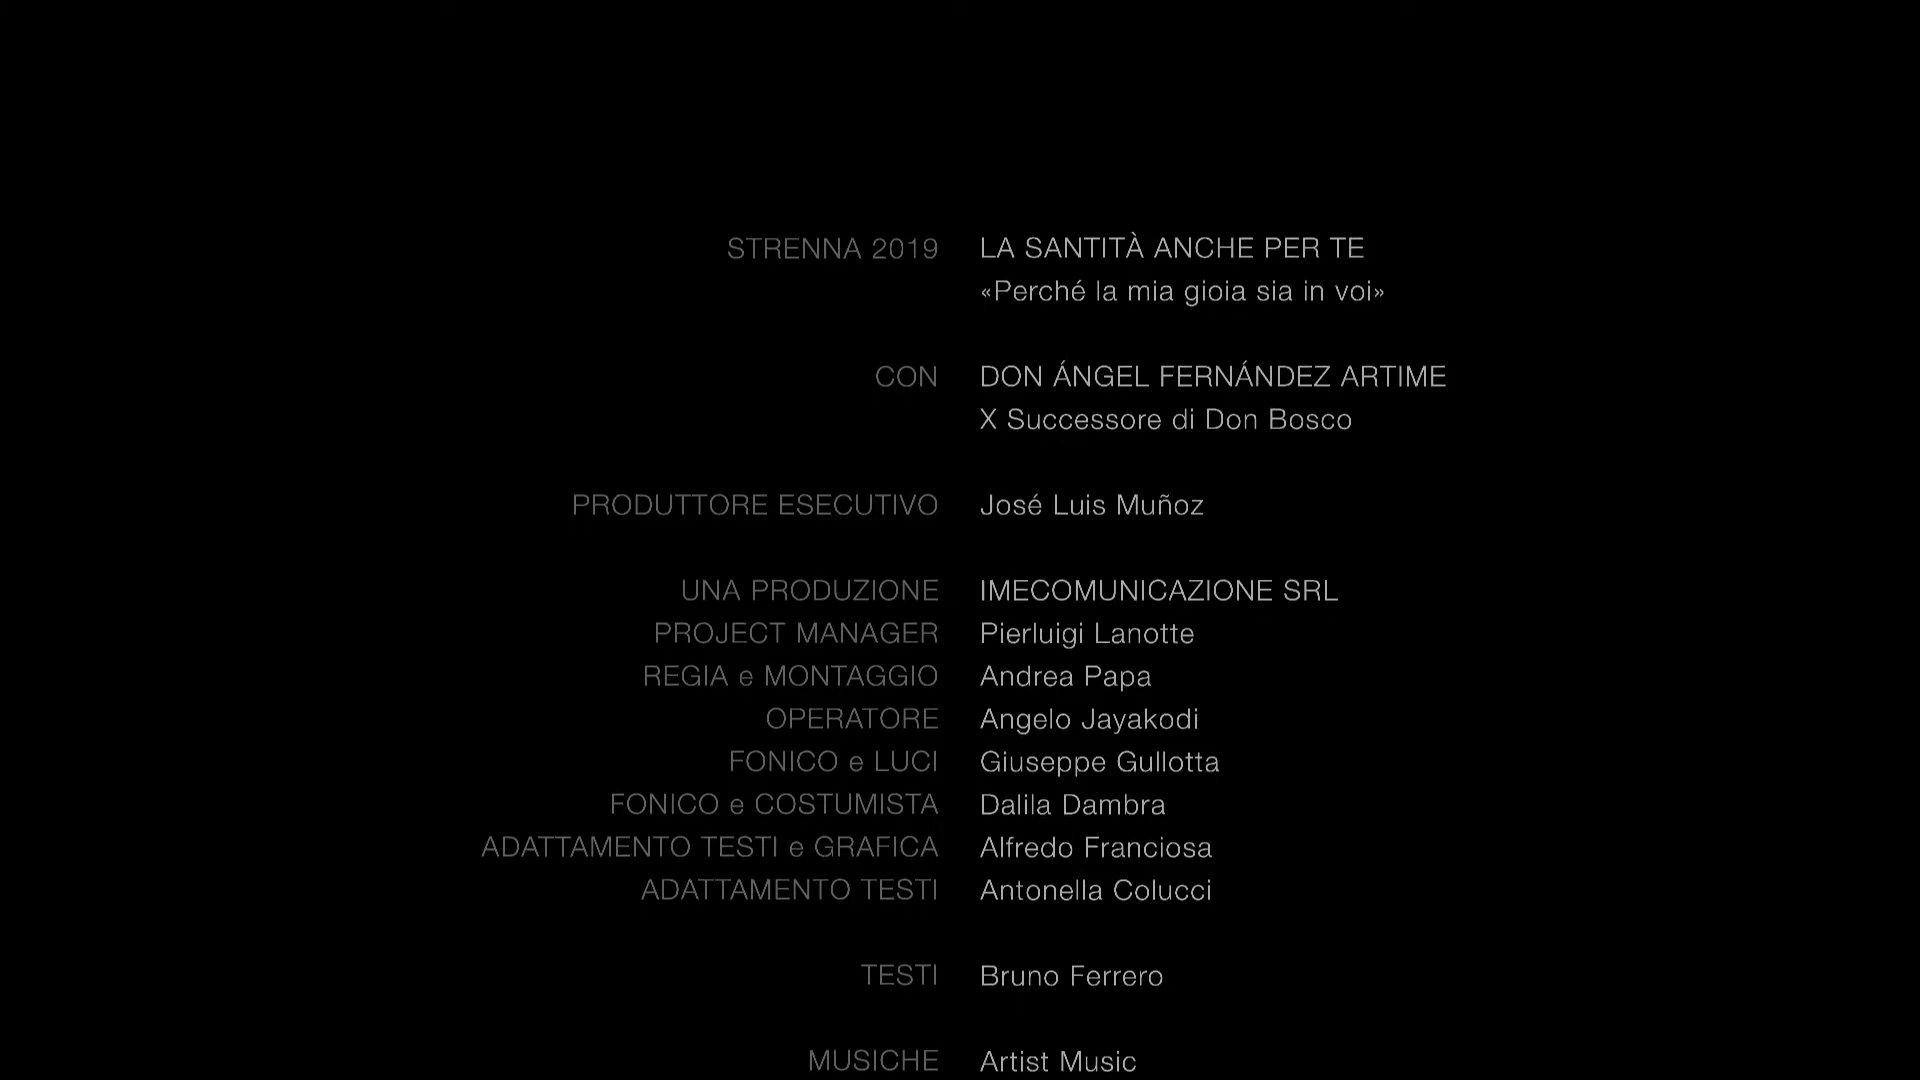 STRENNA 2019 LA SANTITÀ ANCHE PER TE
«Perché la mia gioia sia in voi»
CON DON ÁNGEL FERNÁNDEZ ARTIME
X Successore di Don Bosco
PRODUTTORE ESECUTIVO José Luis Muñoz
UNA PRODUZIONE IMECOMUNICAZIONE SRL
PROJECT MANAGER Pierluigi Lanotte
REGIA e MONTAGGIO Andrea Papa
OPERATORE Angelo Jayakodi
FONICO e LUCI Giuseppe Gullotta
FONICO e COSTUMISTA Dalila Dambra
ADATTAMENTO TESTI e GRAFICA Alfredo Franciosa
ADATTAMENTO TESTI Antonella Colucci
TESTI Bruno Ferrero
MUSICHE Artist Music